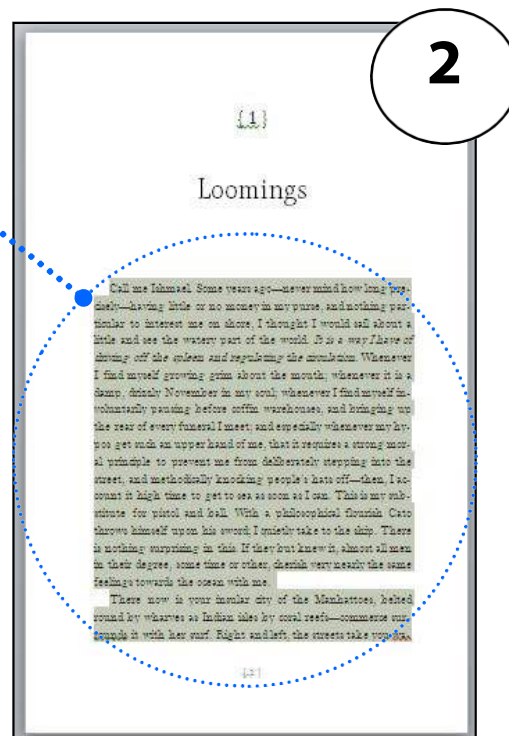 2
{ 1 }
Loomings
Call me Ishmael. Some years ago—never mind how long pre-
cisely—having little or no money in my purse, and nothing par-
ticular to interest me on shore, I thought I would sail about a
little and see the watery part of the world. It is a way I have of
driving off the spleen and regulating the circulation. Whenever
I find myself growing grim about the mouth; whenever it is a
damp, drizzly November in my soul; whenever I find myself in-
voluntarily pausing before coffin warehouses, and bringing up
the rear of every funeral I meet; and especially whenever my hy-
pos get such an upper hand of me, that it requires a strong mor-
al principle to prevent me from deliberately stepping into the
street, and methodically knocking people's hats off—then, I ac-
count it high time to get to sea as soon as I can. This is my sub-
stitute for pistol and ball. With a philosophical flourish Cato
throws himself upon his sword; I quietly take to the ship. There
is nothing surprising in this. If they but knew it, almost all men
in their degree, some time or other, cherish very nearly the same
feelings towards the ocean with me.
There now is your insular city of the Manhattoes, belted
round by wharves as Indian isles by coral reefs—commerce sur-
rounds it with her surf. Right and left, the streets take you